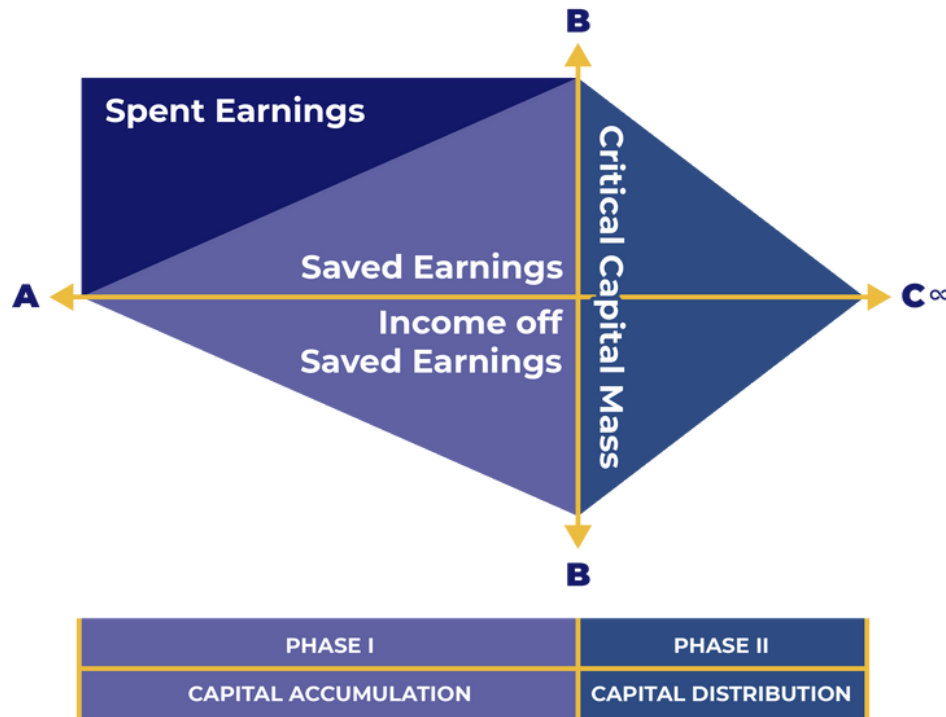 B
Spent Earnings
Critical Capital Mass
Saved Earnings
A
C∞
Income off
Saved Earnings
B
PHASE I
PHASE II
CAPITAL ACCUMULATION
CAPITAL DISTRIBUTION